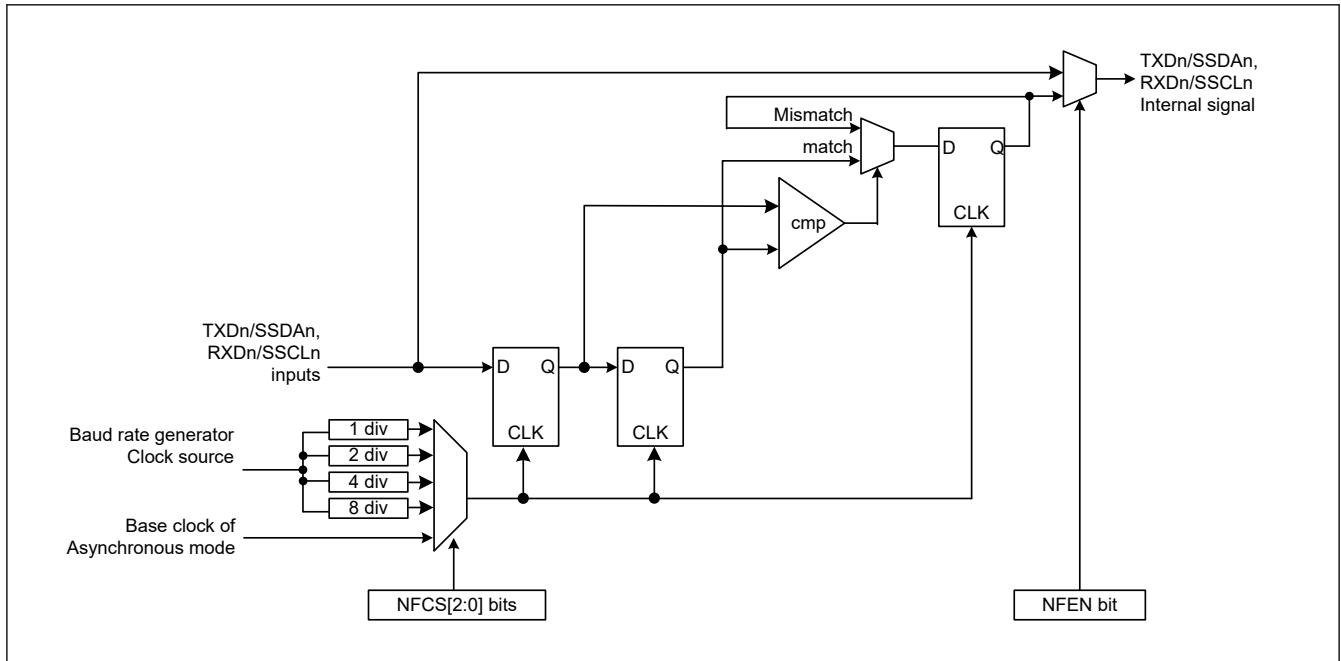 TXDn/SSDAn,
RXDn/SSCLn
Internal signal
Mismatch
match
D
Q
CLK
cmp
TXDn/SSDAn,
RXDn/SSCLn
inputs
D
Q
CLK
D
Q
CLK
Baud rate generator
Clock source
1 div
2 div
4 div
8 div
Base clock of
Asynchronous mode
NFCS[2:0] bits
NFEN bit